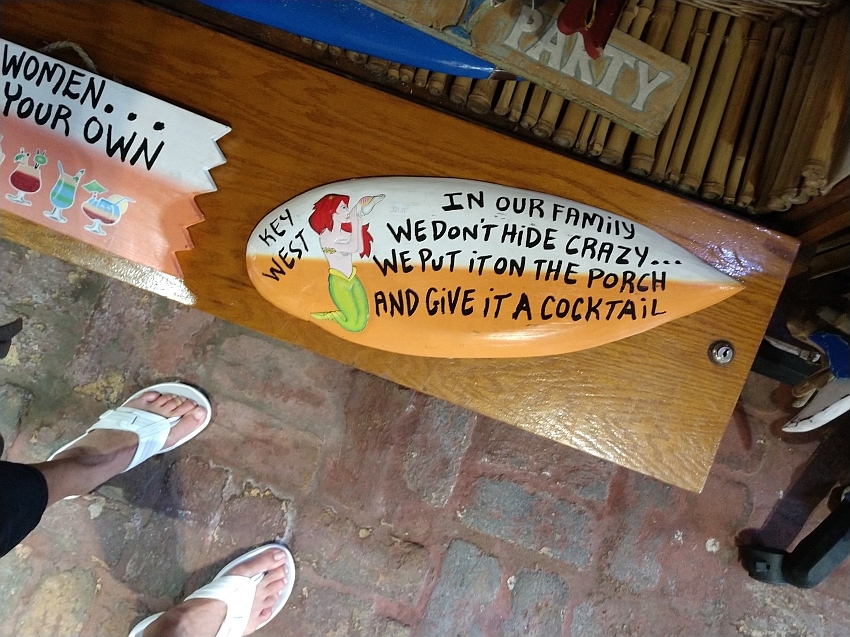 WOMEN...
YOUR OWN
PARTY
KEY
WEST
IN OUR FAMILY
WE DON'T HIDE CRAZY...
WE PUT IT ON THE PORCH
AND GIVE IT A COCKTAIL